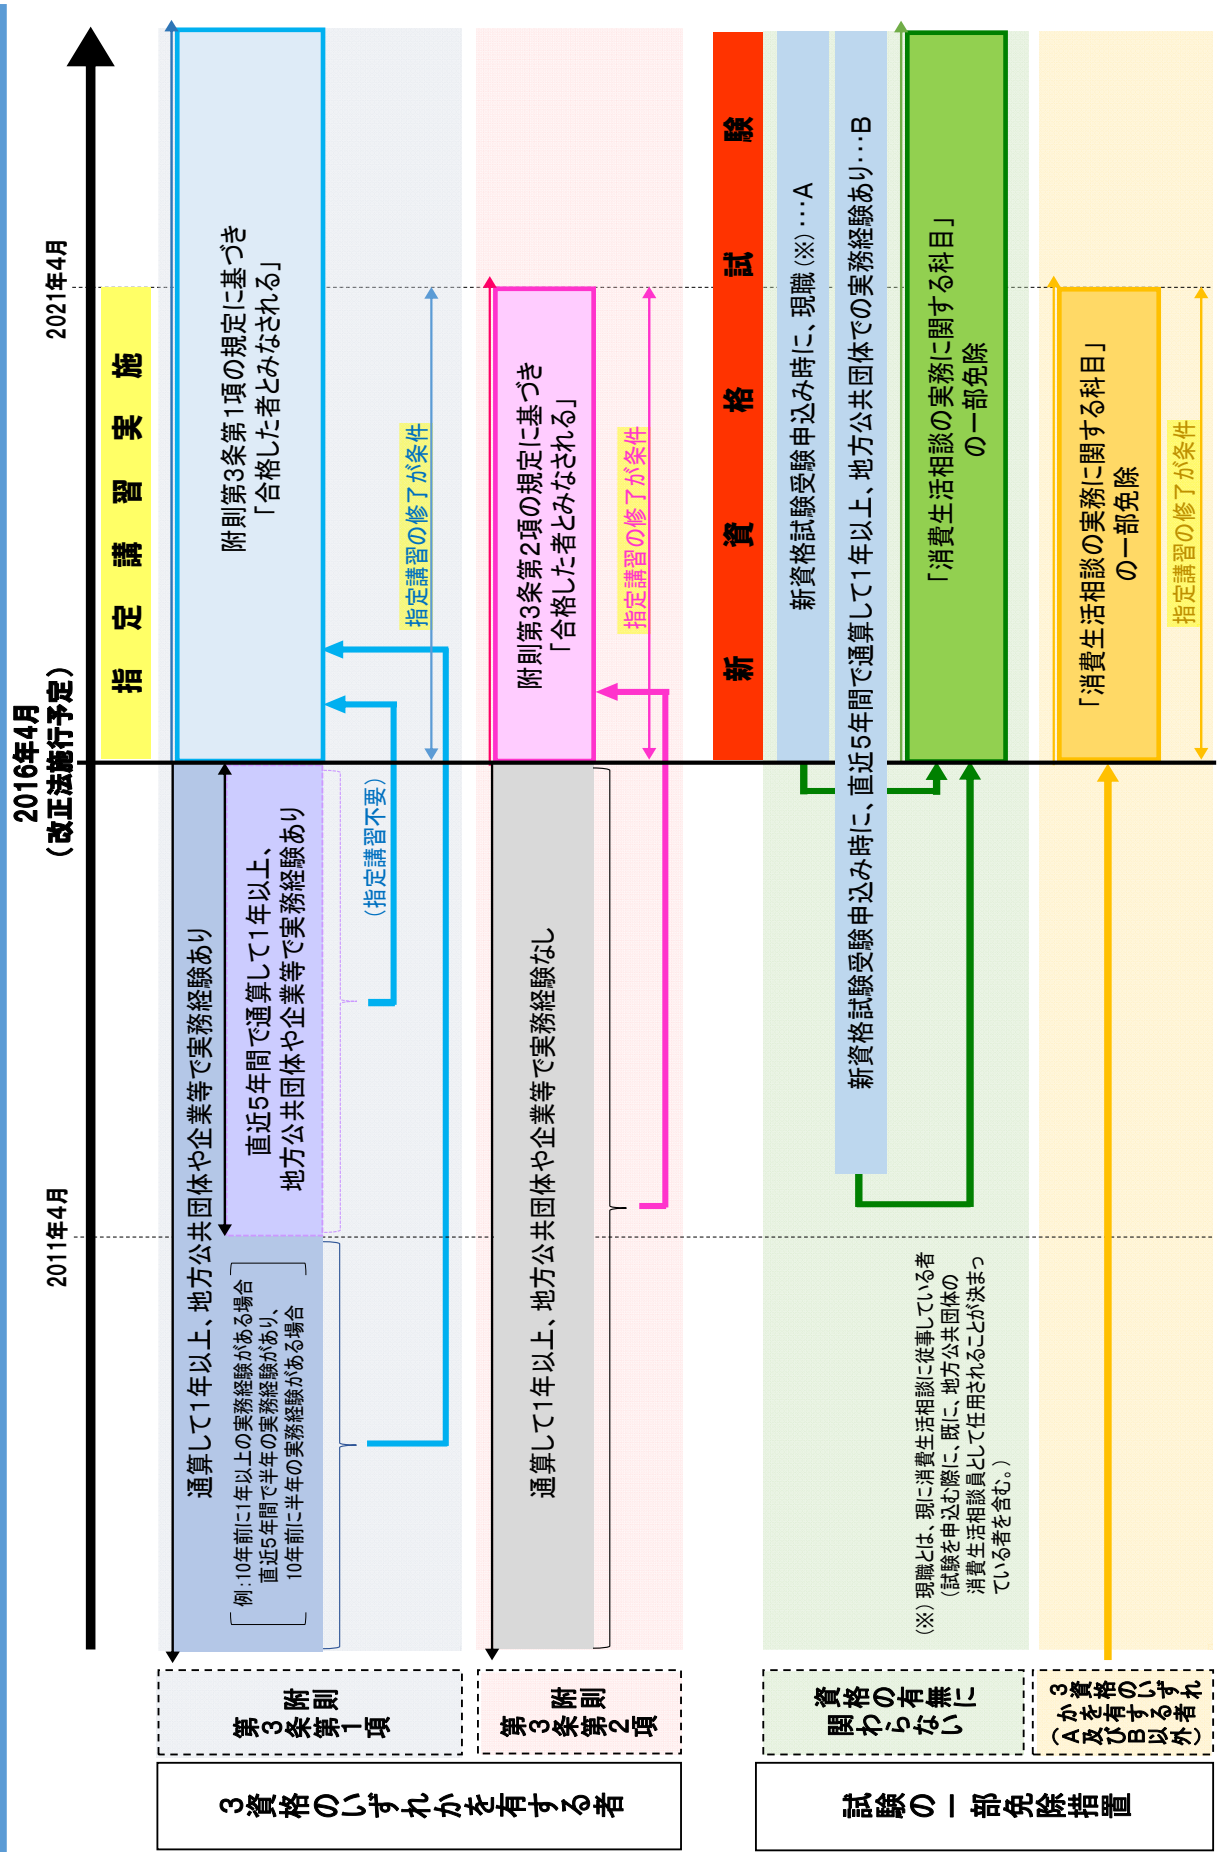 2011年4月
2016年4月
（改正法施行予定）
2021年4月
指定講習実施
3資格のいずれかを有する者
附則
第3条第1項
通算して1年以上、地方公共団体や企業等で実務経験あり
例：10年前に1年以上の実務経験がある場合
直近5年間で半年の実務経験があり、
10年前に半年の実務経験がある場合
直近5年間で通算して1年以上、
地方公共団体や企業等で実務経験あり
附則第3条第1項の規定に基づき
「合格した者とみなされる」
（指定講習不要）
指定講習の修了が条件
附則
第3条第2項
通算して1年以上、地方公共団体や企業等で実務経験なし
附則第3条第2項の規定に基づき
「合格した者とみなされる」
指定講習の修了が条件
新資格試験
試験の一部免除措置
資格の有無に
関わらない
新資格試験受験申込み時に、現職（※）・・・A
新資格試験受験申込み時に、直近5年間で通算して1年以上、地方公共団体での実務経験あり・・・B
「消費生活相談の実務に関する科目」
の一部免除
（※）現職とは、現に消費生活相談に従事している者
（試験を申込む際に、既に、地方公共団体の
消費生活相談員として任用されることが決まっ
ている者を含む。）
3資格のいずれ
かを有する者
（A及びB以外）
「消費生活相談の実務に関する科目」
の一部免除
指定講習の修了が条件